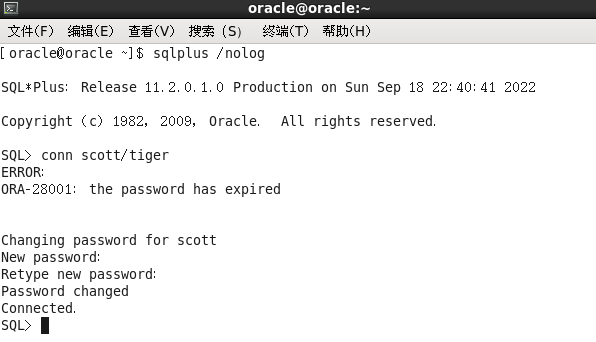 oracle@oracle:~
文件(F) 编辑(E) 查看(V) 搜索 (S) 终端(T) 帮助(H)
[oracle@oracle ~]$ sqlplus /nolog
SQL*Plus: Release 11.2.0.1.0 Production on Sun Sep 18 22:40:41 2022
Copyright (c) 1982, 2009, Oracle.  All rights reserved.
SQL> conn scott/tiger
ERROR:
ORA-28001: the password has expired
Changing password for scott
New password:
Retype new password:
Password changed
Connected.
SQL>